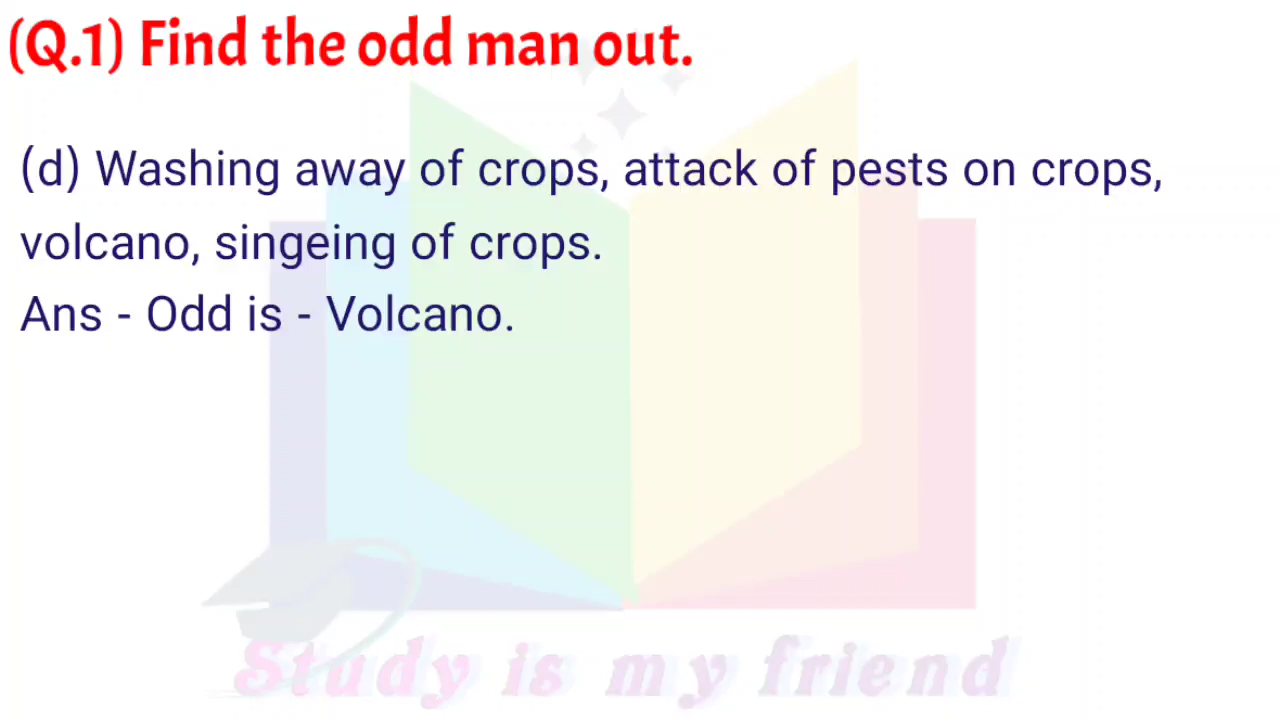 (Q.1) Find the odd man out.
(d) Washing away of crops, attack of pests on crops,
volcano, singeing of crops.
Ans - Odd is - Volcano.
Study is my friend